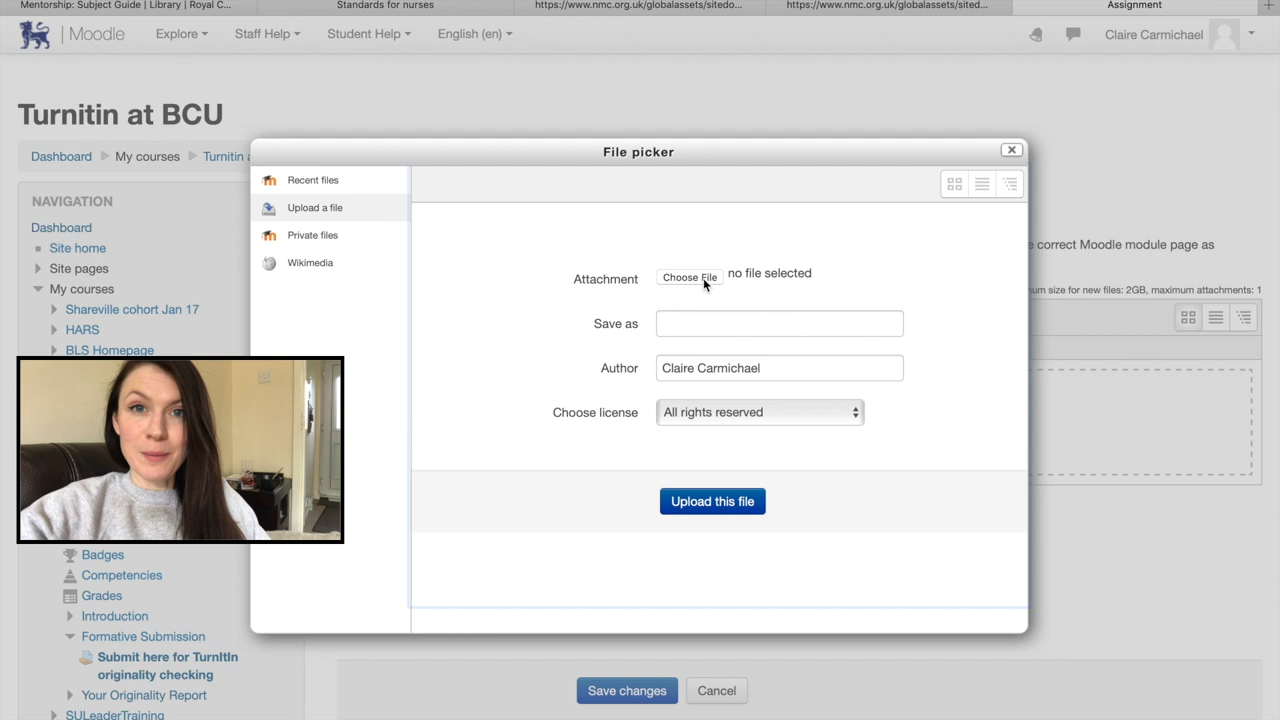 Mentorship: Subject Guide | Library | Royal C...
Standards for nurses
https://www.nmc.org.uk/globalassets/sitedo...
https://www.nmc.org.uk/globalassets/sited...
Assignment
| Moodle
Explore
Staff Help
Student Help
English (en)
Claire Carmichael
Turnitin at BCU
Dashboard
My courses
Turnitin
File picker
NAVIGATION
Dashboard
Site home
Site pages
My courses
Shareville cohort Jan 17
HARS
BLS Homepage
Badges
Competencies
Grades
Introduction
Formative Submission
Submit here for TurnItIn
originality checking
Your Originality Report
SULeaderTraining
Recent files
Upload a file
Private files
Wikimedia
Attachment
Choose File
no file selected
Save as
Author
Claire Carmichael
Choose license
All rights reserved
Upload this file
correct Moodle module page as
size for new files: 2GB, maximum attachments: 1
Save changes
Cancel